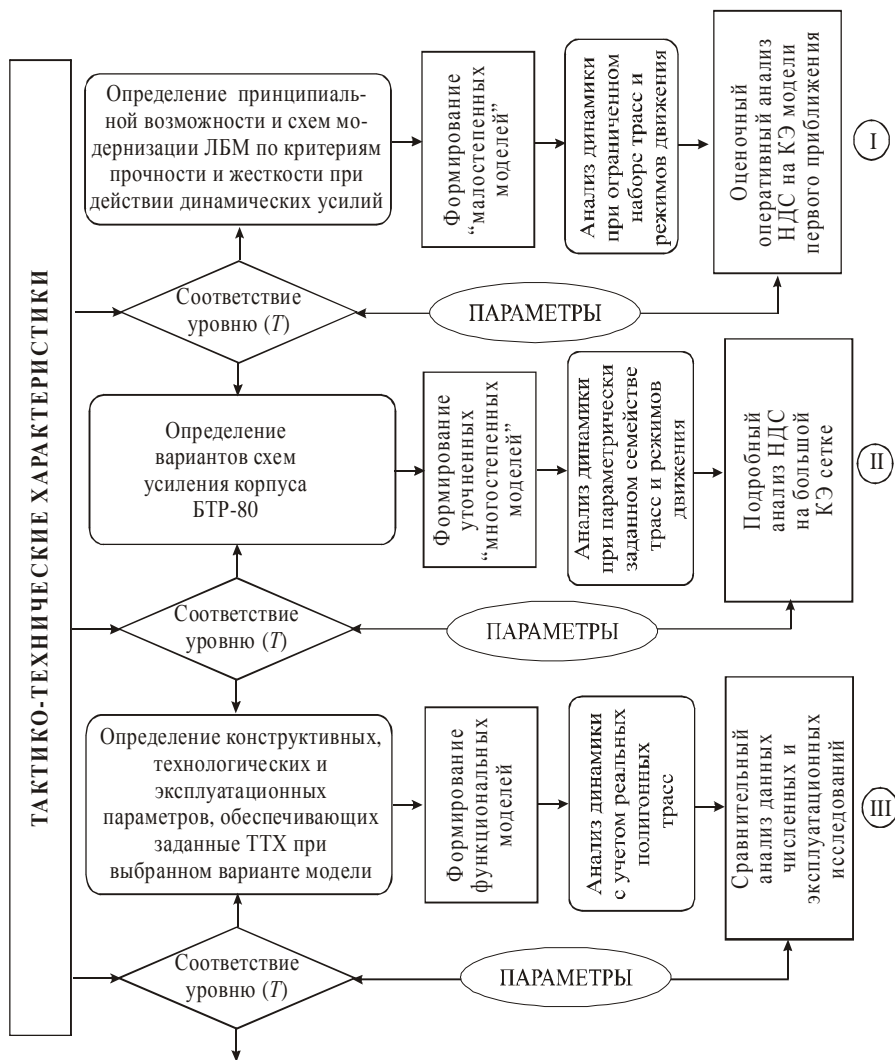 ТАКТИКО-ТЕХНИЧЕСКИЕ ХАРАКТЕРИСТИКИ
Определение принципиаль-
ной возможности и схем мо-
дернизации ЛБМ по критериям
прочности и жесткости при
действии динамических усилий
Формирование
“малостепенных
моделей”
Анализ динамики
при ограниченном
наборе трасс и
режимов движения
Оценочный
оперативный анализ
НДС на КЭ модели
первого приближения
I
Соответствие
уровню (T)
ПАРАМЕТРЫ
Определение
вариантов схем
усиления корпуса
БТР-80
Формирование
уточненных
“многостепенных
моделей”
Анализ динамики
при параметрически
заданном семействе
трасс и режимов
движения
Подробный
анализ НДС
на большой
КЭ сетке
II
Соответствие
уровню (T)
ПАРАМЕТРЫ
Определение конструктивных,
технологических и
эксплуатационных
параметров, обеспечивающих
заданные ТТХ при
выбранном варианте модели
Формирование
функциональных
моделей
Анализ динамики
с учетом реальных
полигонных
трасс
Сравнительный
анализ данных
численных и
эксплуатационных
исследований
III
Соответствие
уровню (T)
ПАРАМЕТРЫ